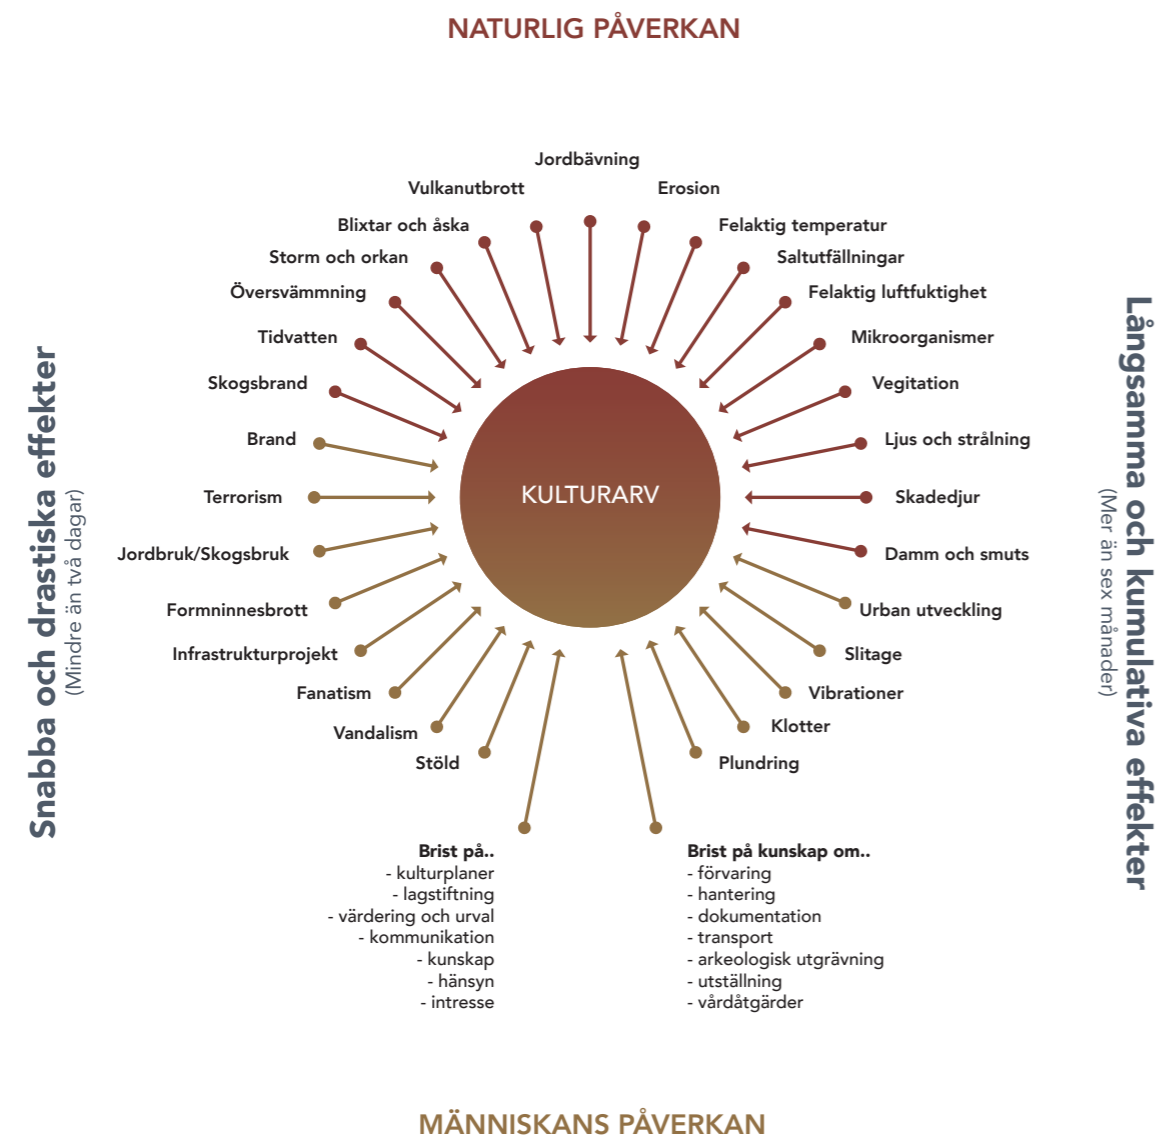 NATURLIG PÅVERKAN
Jordbävning
Vulkanutbrott
Erosion
Blixtar och åska
Felaktig temperatur
Storm och orkan
Saltutfällningar
Översvämmning
Felaktig luftfuktighet
Tidvatten
Mikroorganismer
Skogsbrand
Vegitation
Brand
Ljus och strålning
Terrorism
KULTURARV
Skadedjur
Jordbruk/Skogsbruk
Damm och smuts
Formninnesbrott
Urban utveckling
Infrastrukturprojekt
Slitage
Fanatism
Vibrationer
Vandalism
Klotter
Stöld
Plundring
Snabba och drastiska effekter
(Mindre än två dagar)
Långsamma och kumulativa effekter
(Mer än sex månader)
Brist på..
- kulturplaner
- lagstiftning
- värdering och urval
- kommunikation
- kunskap
- hänsyn
- intresse
Brist på kunskap om..
- förvaring
- hantering
- dokumentation
- transport
- arkeologisk utgrävning
- utställning
- vårdåtgärder
MÄNNISKANS PÅVERKAN